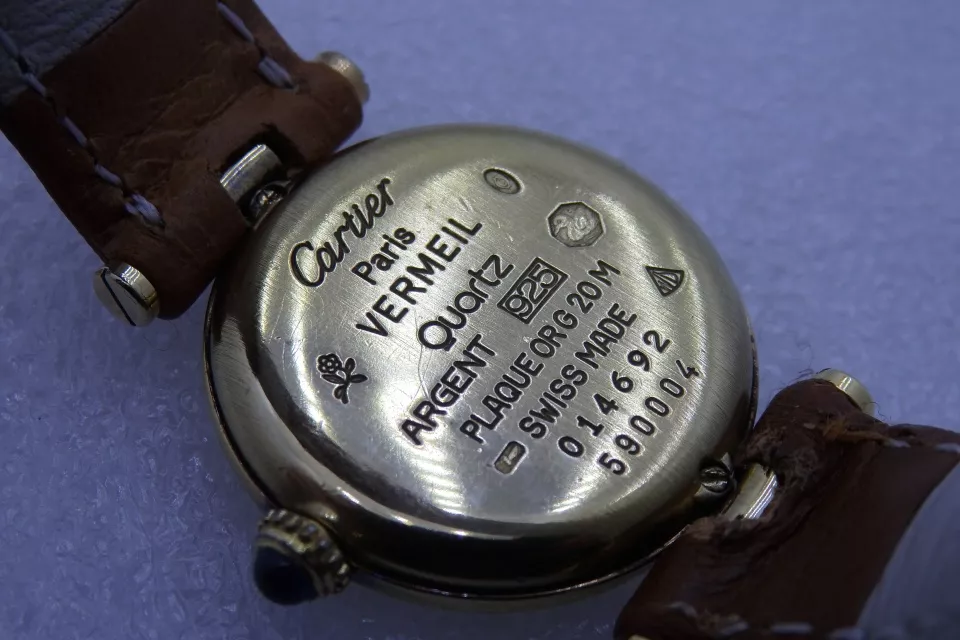 Cartier
Paris
VERMEIL
Quartz
ARGENT 925
PLAQUE OR G 20 M
SWISS MADE
014692
590004